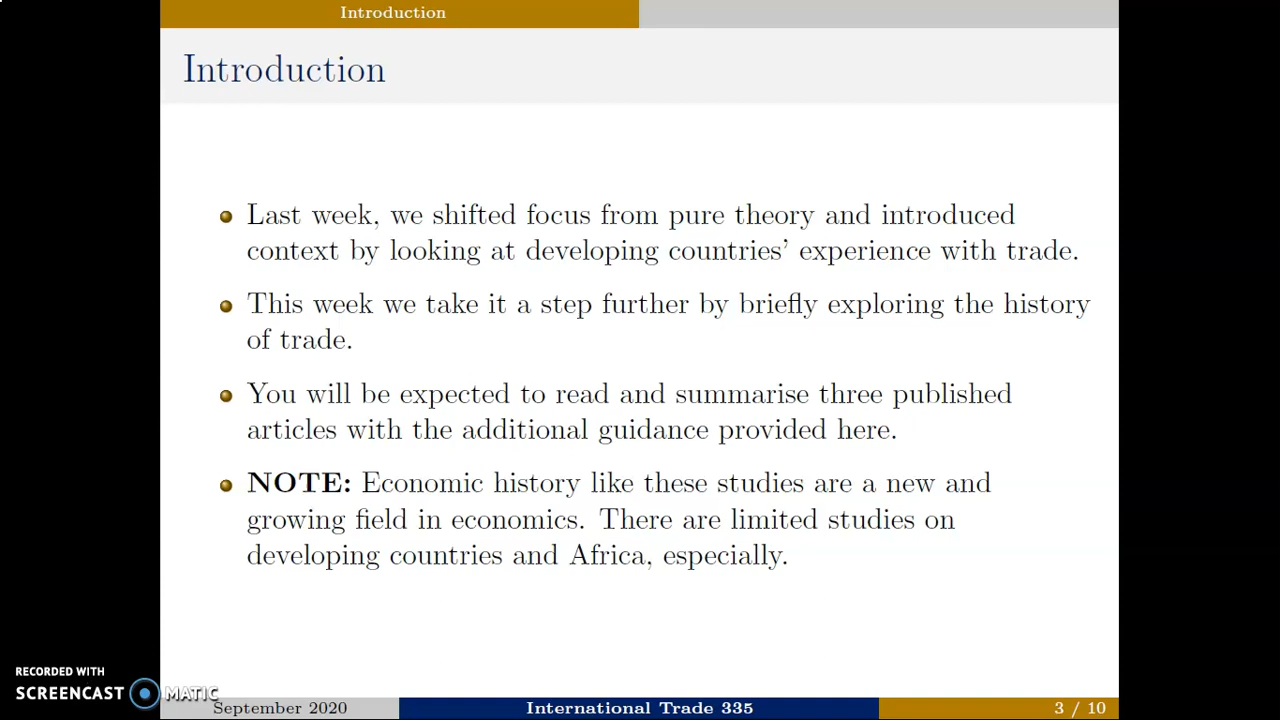 Introduction
Introduction
Last week, we shifted focus from pure theory and introduced
context by looking at developing countries' experience with trade.
This week we take it a step further by briefly exploring the history
of trade.
You will be expected to read and summarise three published
articles with the additional guidance provided here.
NOTE: Economic history like these studies are a new and
growing field in economics. There are limited studies on
developing countries and Africa, especially.
RECORDED WITH
SCREENCAST MATIC
September 2020
International Trade 335
3 / 10